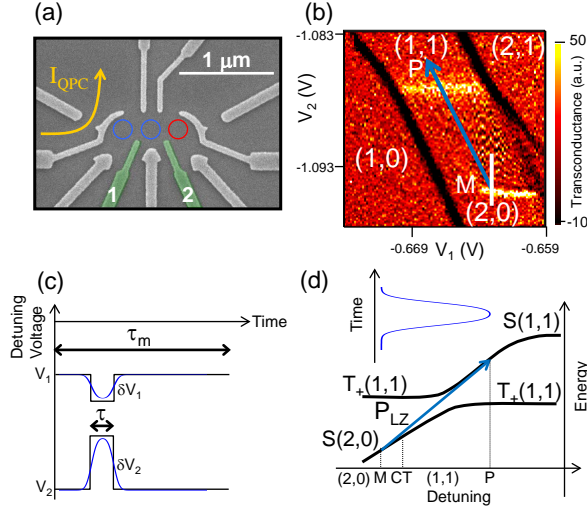 (a)
I_QPC
1 μm
1
2
(b)
-1.083
V_2 (V)
-1.093
(1,1)
(2,1)
P
(1,0)
M
(2,0)
-0.669
V_1 (V)
-0.659
50
Transconductance (a.u.)
-10
(c)
Detuning
Voltage
Time
τ_m
V_1
δV_1
τ
δV_2
V_2
(d)
Time
S(1,1)
T_+(1,1)
T_+(1,1)
P_LZ
S(2,0)
Energy
(2,0) M CT (1,1) P
Detuning